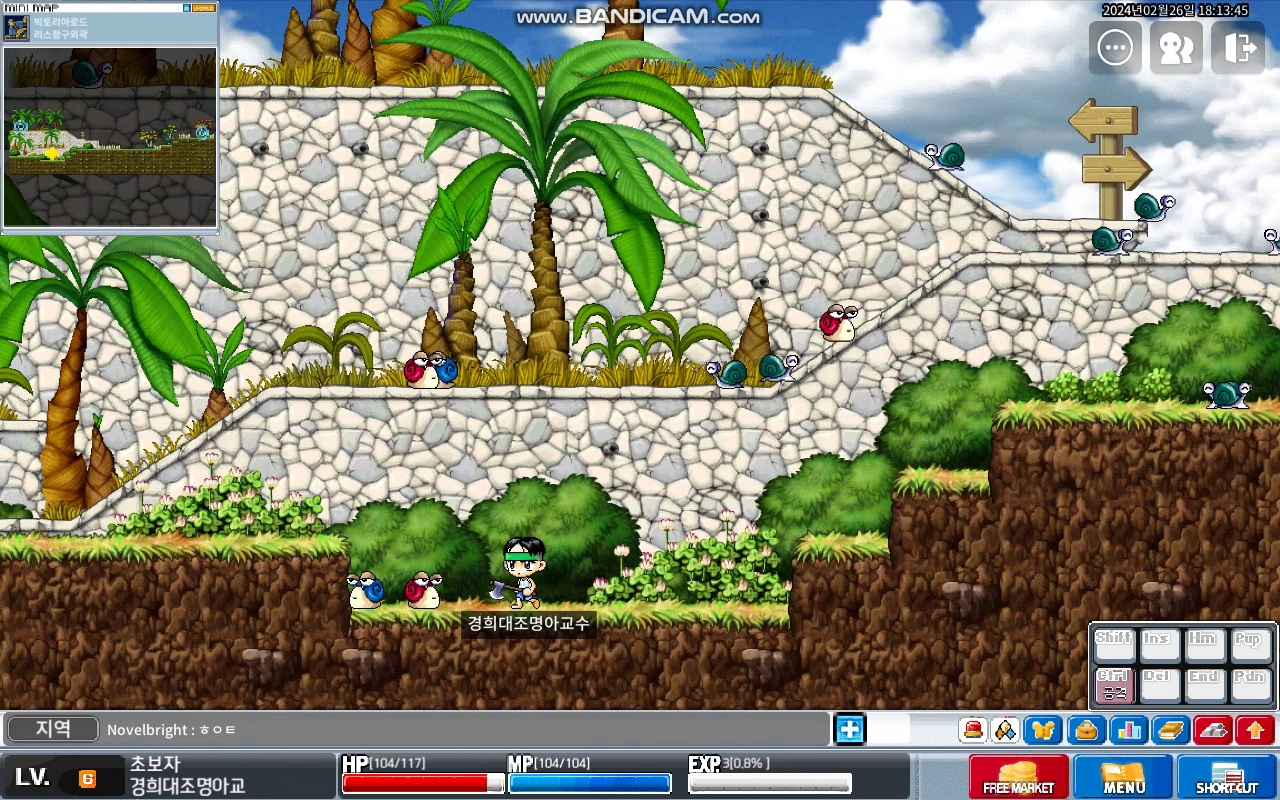 MINI MAP
www.BANDICAM.com
2024년02월26일 18:13:45
빅토리아로드
리스항구외곽
경희대조명아교수
Shift Ins Hm Pup
Ctrl Del End Pdn
공격
지역 Novelbright : ㅎㅇㅌ
LV. 6
초보자
경희대조명아교
HP[104/117] MP[104/104] EXP 3[0.8% ]
FREE MARKET MENU SHORTCUT